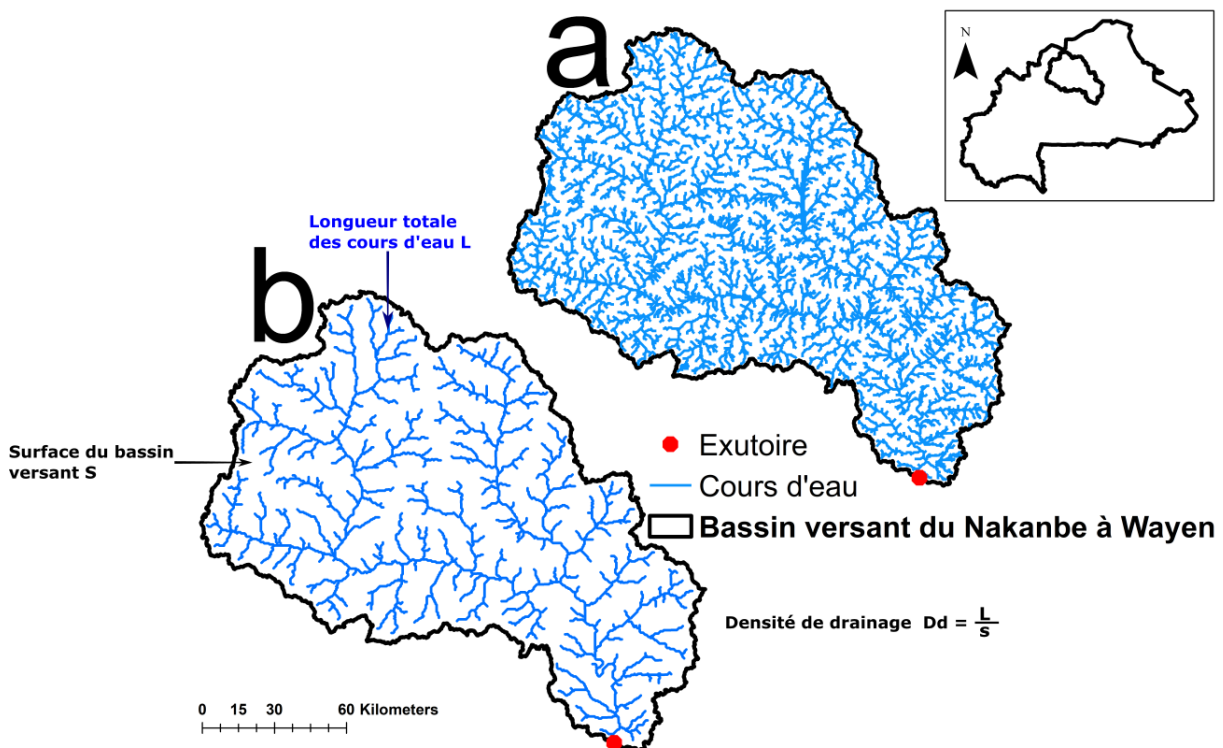 a
N
Longueur totale
des cours d'eau L
b
Surface du bassin
versant S
Exutoire
Cours d'eau
Bassin versant du Nakanbe à Wayen
Densité de drainage Dd = L/S
0 15 30 60 Kilometers